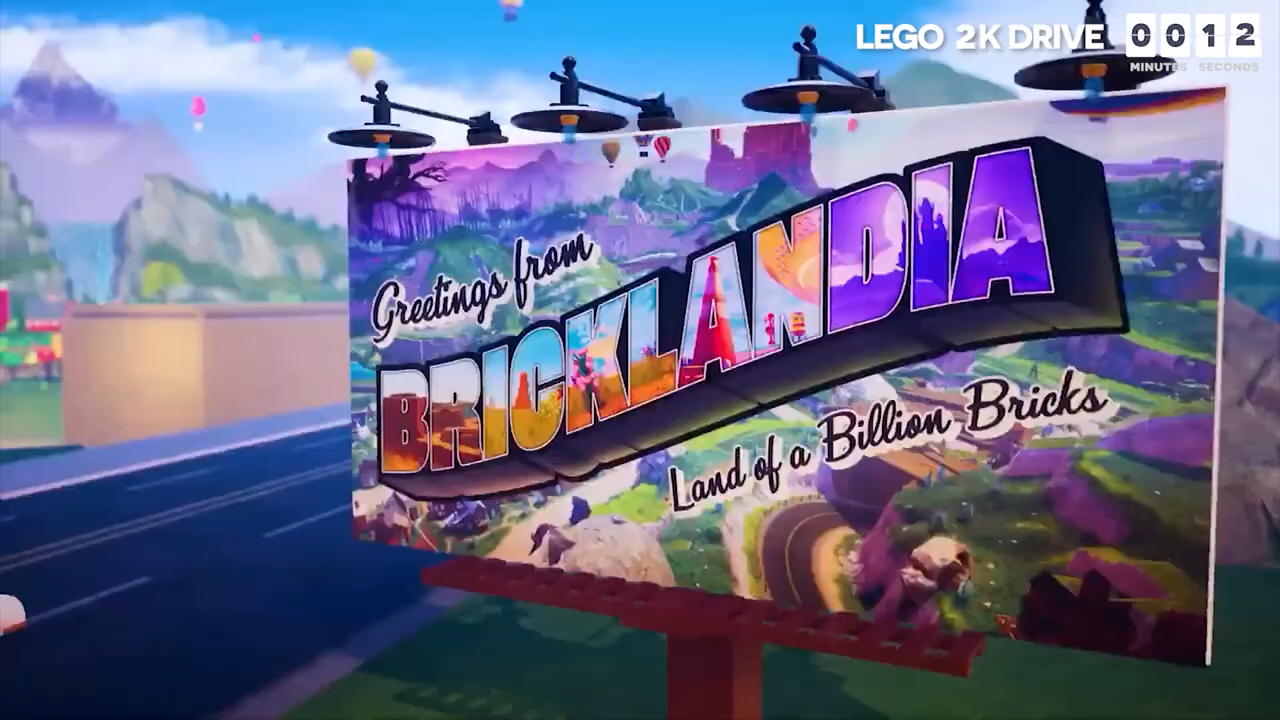 LEGO 2K DRIVE 0012
MINUTES SECONDS
Greetings from
BRICKLANDIA
Land of a Billion Bricks